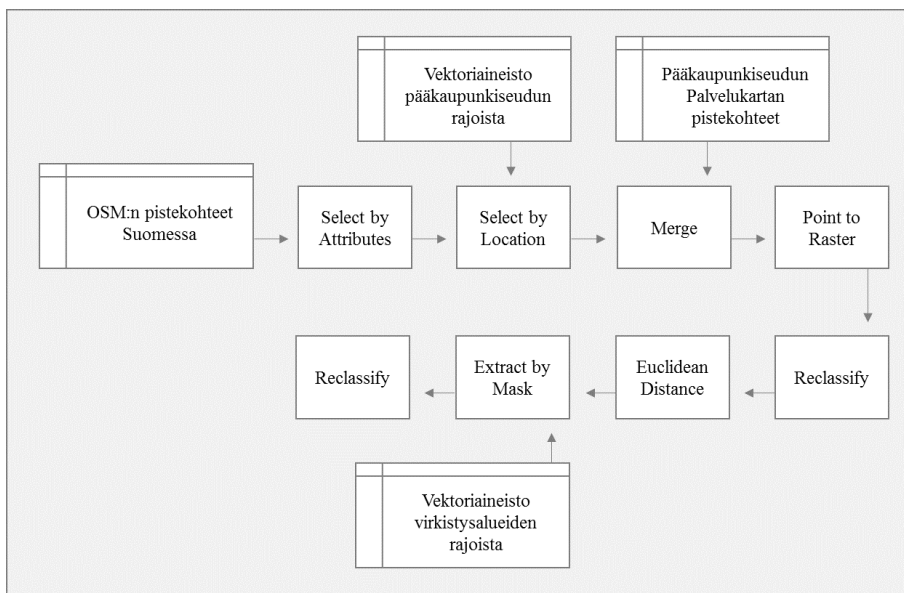 Vektoriaineisto
pääkaupunkiseudun
rajoista
Pääkaupunkiseudun
Palvelukartan
pistekohteet
OSM:n pistekohteet
Suomessa
Select by
Attributes
Select by
Location
Merge
Point to
Raster
Reclassify
Extract by
Mask
Euclidean
Distance
Reclassify
Vektoriaineisto
virkistysalueiden
rajoista